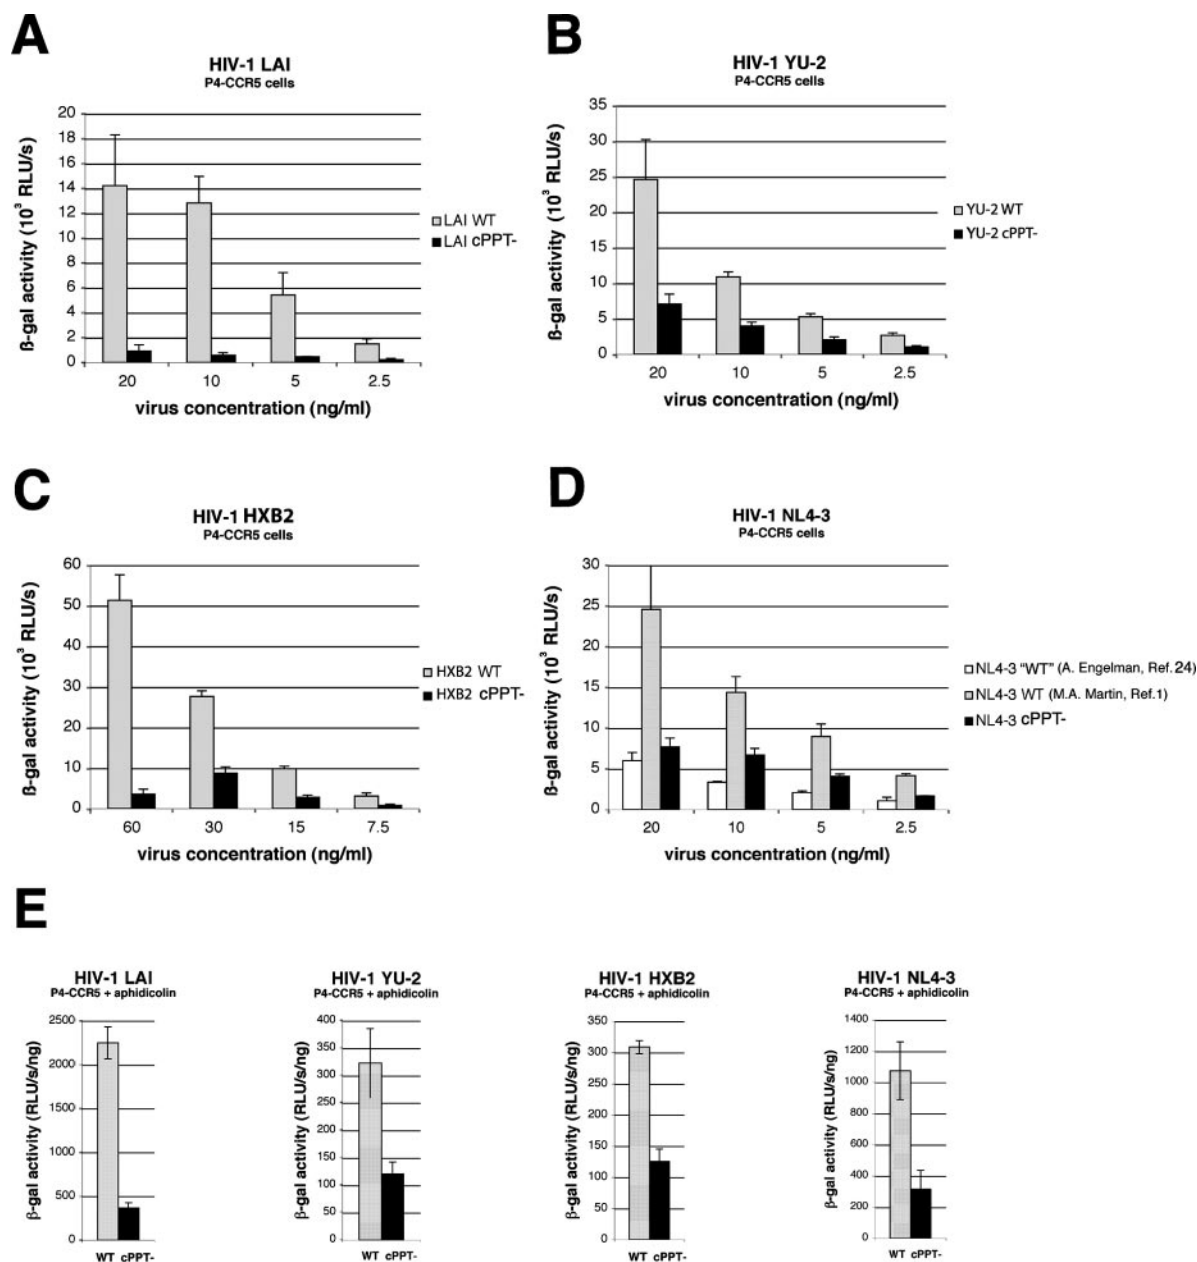 A
HIV-1 LAI
P4-CCR5 cells
ß-gal activity (10³ RLU/s)
20
18
16
14
12
10
8
6
4
2
0
20 10 5 2.5
virus concentration (ng/ml)
LAI WT
LAI cPPT-
B
HIV-1 YU-2
P4-CCR5 cells
ß-gal activity (10³ RLU/s)
35
30
25
20
15
10
5
0
20 10 5 2.5
virus concentration (ng/ml)
YU-2 WT
YU-2 cPPT-
C
HIV-1 HXB2
P4-CCR5 cells
ß-gal activity (10³ RLU/s)
60
50
40
30
20
10
0
60 30 15 7.5
virus concentration (ng/ml)
HXB2 WT
HXB2 cPPT-
D
HIV-1 NL4-3
P4-CCR5 cells
ß-gal activity (10³ RLU/s)
30
25
20
15
10
5
0
20 10 5 2.5
virus concentration (ng/ml)
NL4-3 “WT” (A. Engelman, Ref. 24)
NL4-3 WT (M.A. Martin, Ref.1)
NL4-3 cPPT-
E
HIV-1 LAI
P4-CCR5 + aphidicolin
β-gal activity (RLU/s/ng)
2500
2000
1500
1000
500
0
WT cPPT-
HIV-1 YU-2
P4-CCR5 + aphidicolin
β-gal activity (RLU/s/ng)
400
350
300
250
200
150
100
50
0
WT cPPT-
HIV-1 HXB2
P4-CCR5 + aphidicolin
β-gal activity (RLU/s/ng)
350
300
250
200
150
100
50
0
WT cPPT-
HIV-1 NL4-3
P4-CCR5 + aphidicolin
β-gal activity (RLU/s/ng)
1400
1200
1000
800
600
400
200
0
WT cPPT-